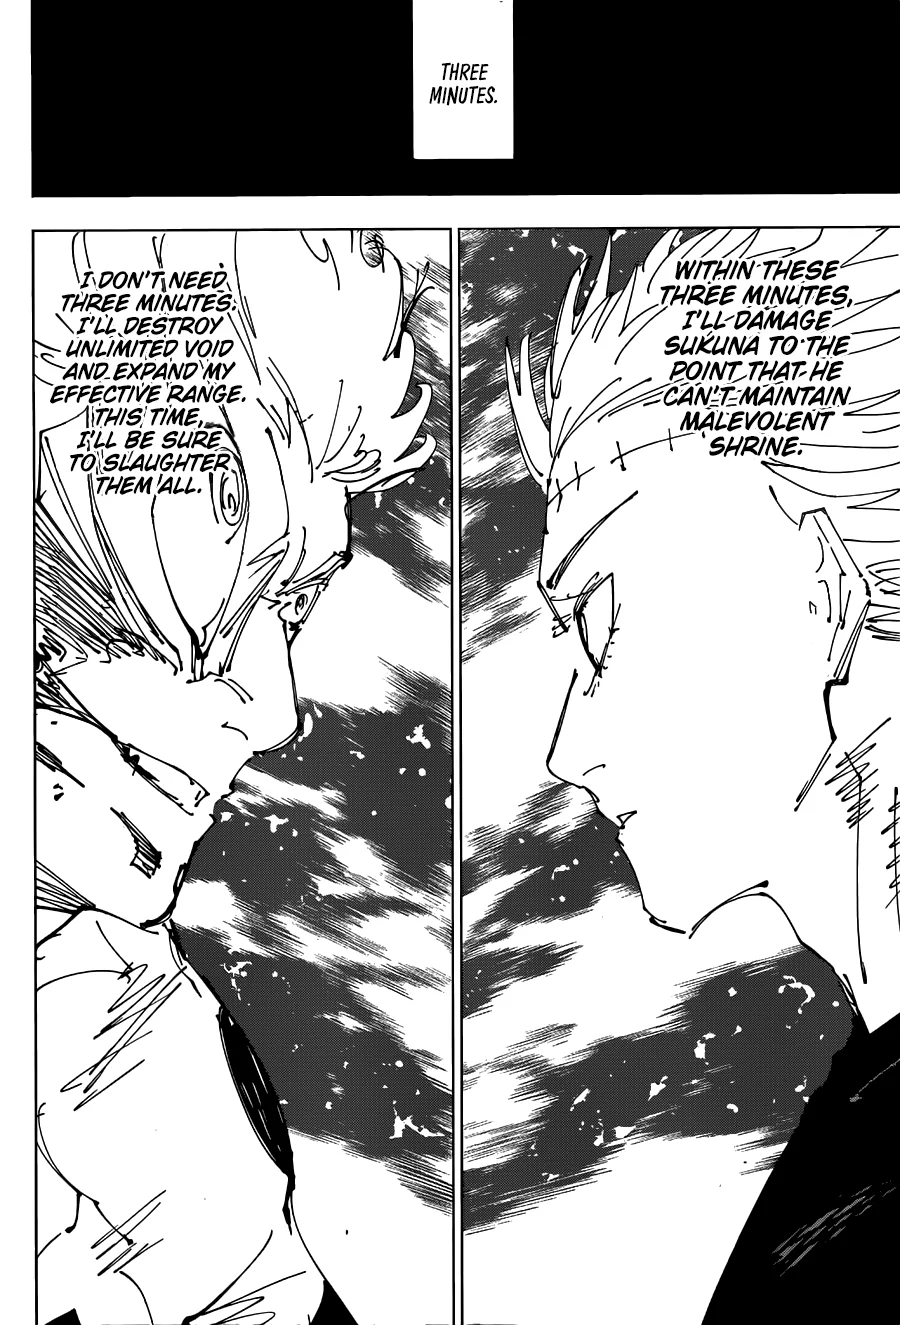 THREE
MINUTES.
WITHIN THESE
THREE MINUTES,
I'LL DAMAGE
SUKUNA TO THE
POINT THAT HE
CAN'T MAINTAIN
MALEVOLENT
SHRINE.
I DON'T NEED
THREE MINUTES.
I'LL DESTROY
UNLIMITED VOID
AND EXPAND MY
EFFECTIVE RANGE.
THIS TIME,
I'LL BE SURE
TO SLAUGHTER
THEM ALL.